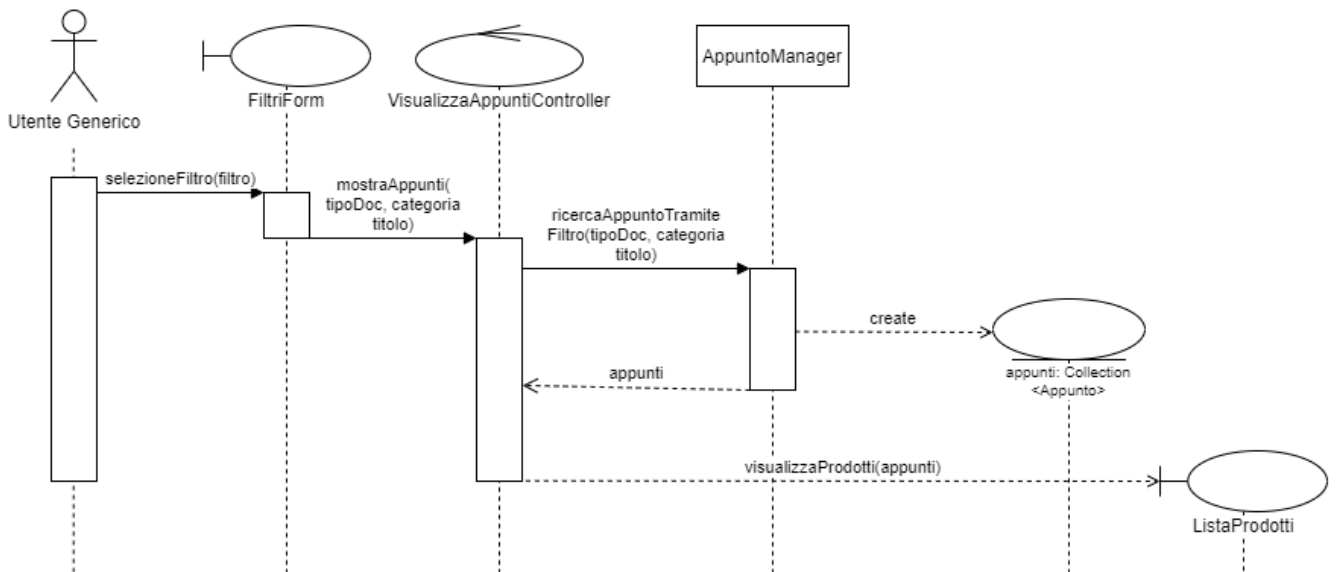 AppuntoManager
FiltriForm
VisualizzaAppuntiController
Utente Generico
selezioneFiltro(filtro)
mostraAppunti(
tipoDoc, categoria
titolo)
ricercaAppuntoTramite
Filtro(tipoDoc, categoria
titolo)
create
appunti
appunti: Collection
<Appunto>
visualizzaProdotti(appunti)
ListaProdotti